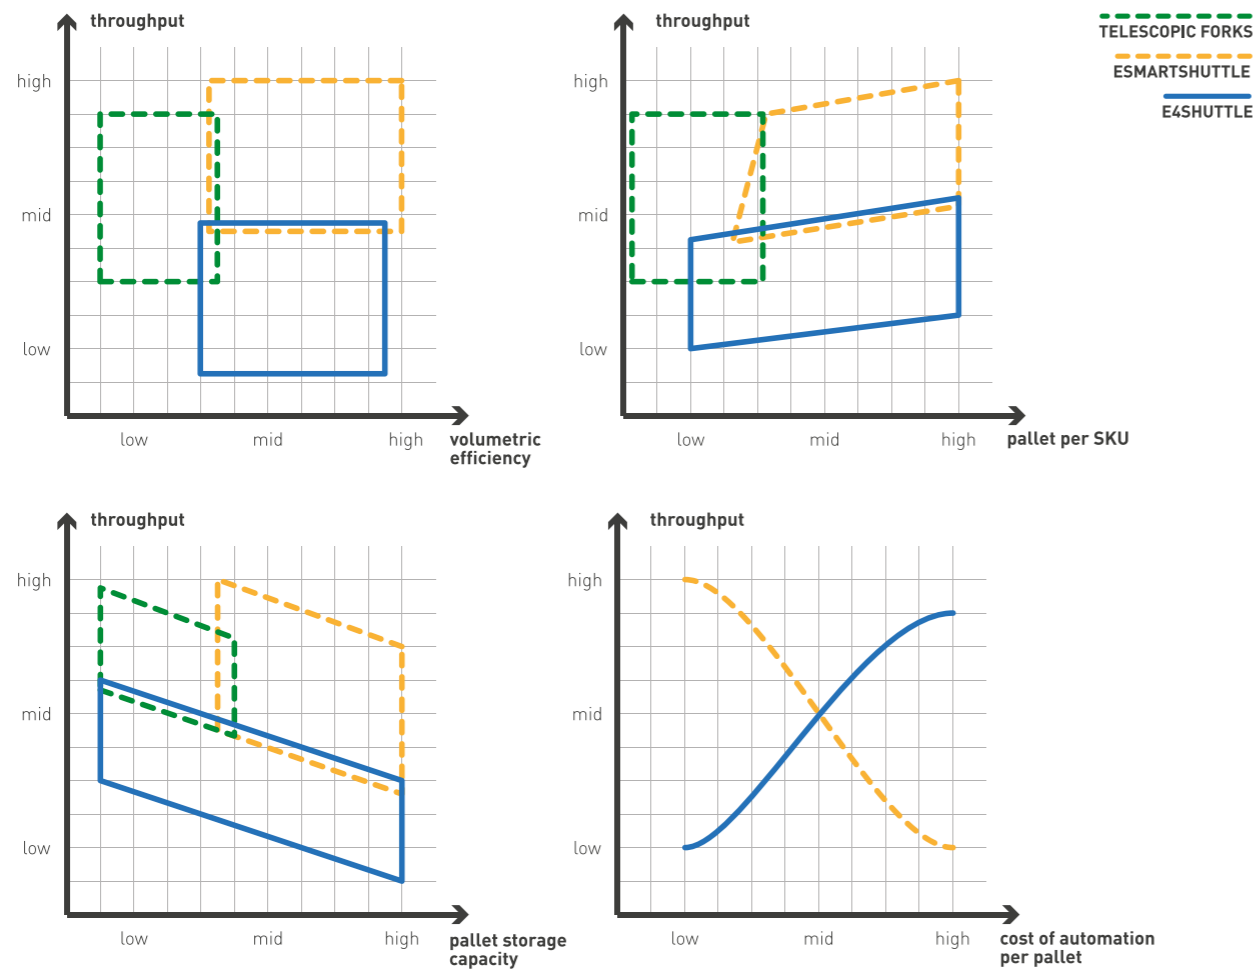 throughput
high
mid
low
low
mid
high
volumetric
efficiency
throughput
high
mid
low
low
mid
high
pallet per SKU
TELESCOPIC FORKS
ESMARTSHUTTLE
E4SHUTTLE
throughput
high
mid
low
low
mid
high
pallet storage
capacity
throughput
high
mid
low
low
mid
high
cost of automation
per pallet